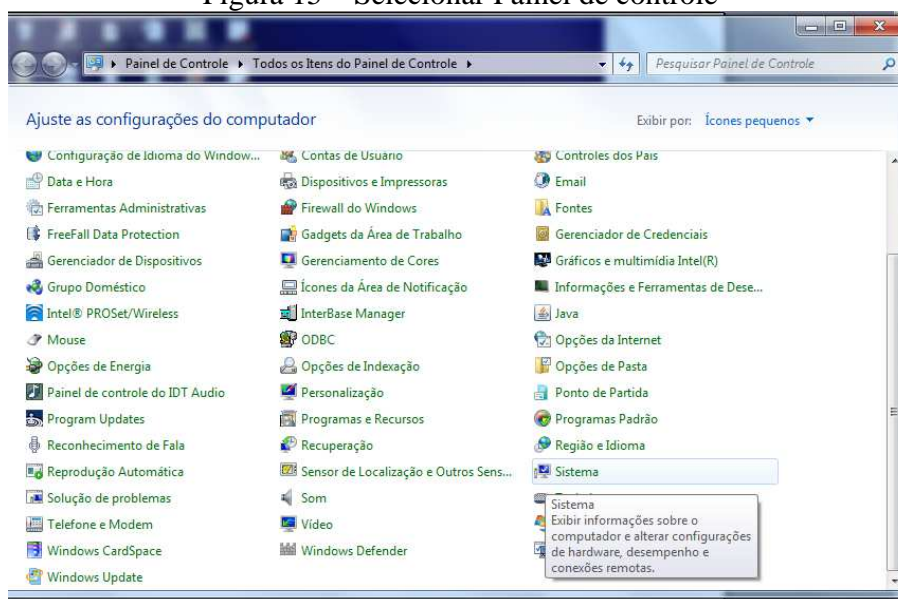 Figura 13 – Selecionar Painel de controle
Painel de Controle ▸ Todos os Itens do Painel de Controle ▸
Pesquisar Painel de Controle
Ajuste as configurações do computador
Exibir por: Ícones pequenos
Configuração de Idioma do Window... Contas de Usuário Controles dos Pais
Data e Hora Dispositivos e Impressoras Email
Ferramentas Administrativas Firewall do Windows Fontes
FreeFall Data Protection Gadgets da Área de Trabalho Gerenciador de Credenciais
Gerenciador de Dispositivos Gerenciamento de Cores Gráficos e multimídia Intel(R)
Grupo Doméstico Ícones da Área de Notificação Informações e Ferramentas de Dese...
Intel® PROSet/Wireless InterBase Manager Java
Mouse ODBC Opções da Internet
Opções de Energia Opções de Indexação Opções de Pasta
Painel de controle do IDT Audio Personalização Ponto de Partida
Program Updates Programas e Recursos Programas Padrão
Reconhecimento de Fala Recuperação Região e Idioma
Reprodução Automática Sensor de Localização e Outros Sens... Sistema
Solução de problemas Som
Telefone e Modem Vídeo
Windows CardSpace Windows Defender
Windows Update
Sistema
Exibir informações sobre o
computador e alterar configurações
de hardware, desempenho e
conexões remotas.